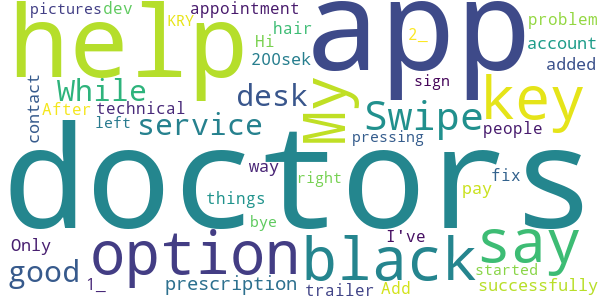 pictures dev KRY appointment
hair
problem
Hi
2_
account
help
app
200sek
added
While
desk
sign
key
contact
After technical
My
Swipe
left service
pressing people
doctors
way
right
fix
things
pay
bye
Only
I've
say
option
black
good
started
1_ prescription
trailer Add successfully